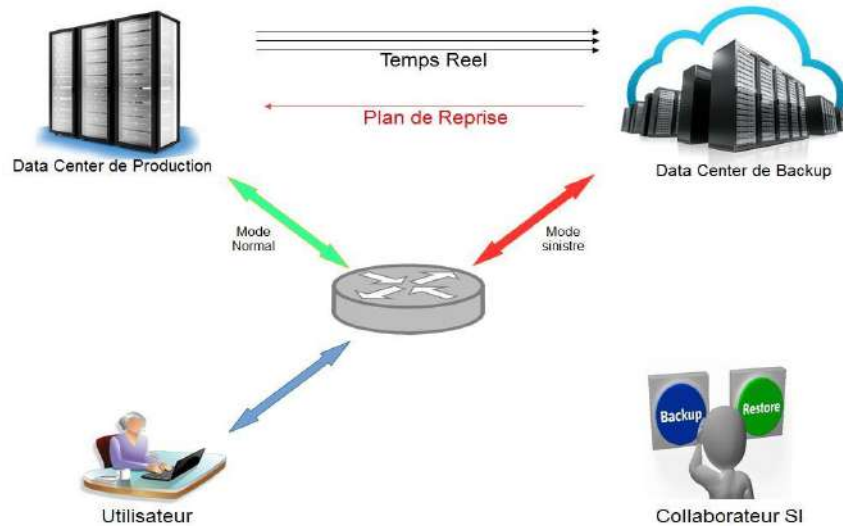 Temps Reel
Plan de Reprise
Data Center de Production
Data Center de Backup
Mode
Normal
Mode
sinistre
Backup
Restore
Utilisateur
Collaborateur SI